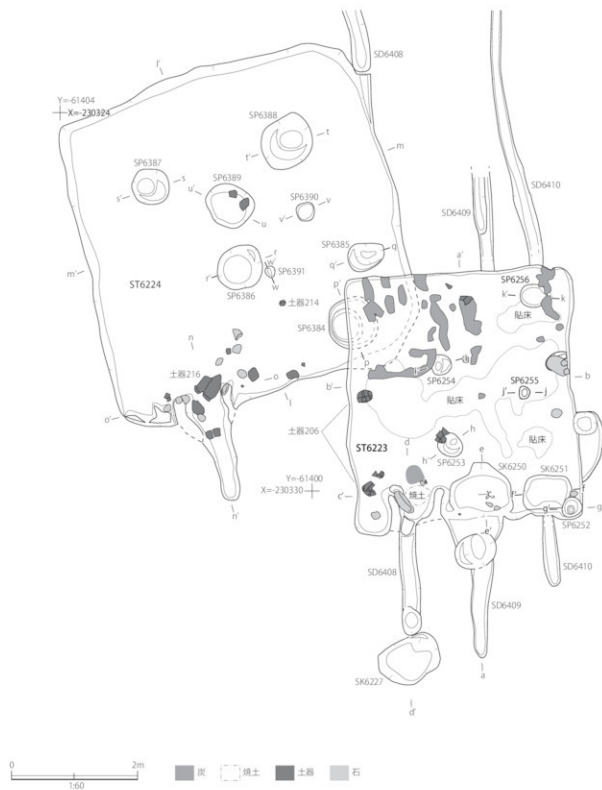 SD6408
l'
Y=-61404
X=-230324
SP6388
t
t'
m
SP6387
SP6389
s
s'
u'
u
SP6390
v
v'
SD6409
SD6410
m'
ST6224
r
r'
w'
SP6391
w
SP6386
SP6385
q
q'
a'
p'
SP6256
k'
k
土器214
SP6384
貼床
p
n
土器216
SP6254
SP6255
b
o
b'
l
j'
j
貼床
o'
土器206
ST6223
d
h
貼床
SP6253
e
h'
SK6250
SK6251
Y=-61400
X=-230330
c'
焼土
c
f'
f
g'
g
e'
SP6252
n'
SD6408
SD6410
SD6409
SK6227
a
d'
0
2m
1:60
炭
焼土
土器
石